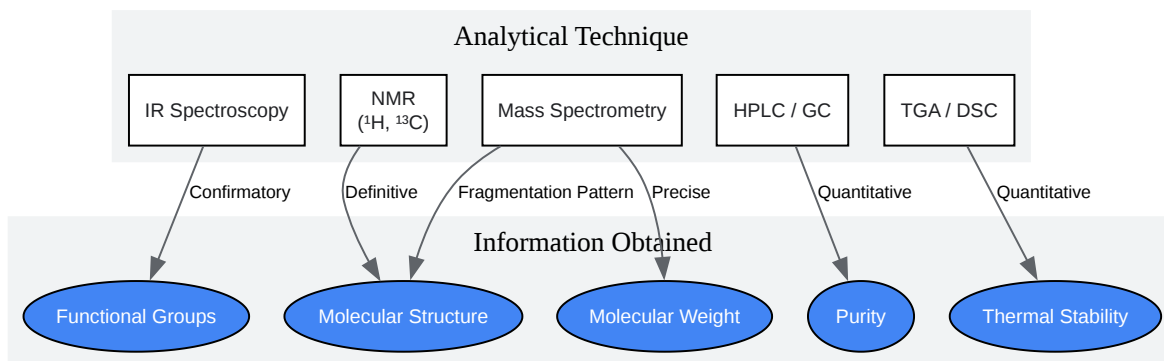 Analytical Technique
IR Spectroscopy
NMR
(¹H, ¹³C)
Mass Spectrometry
HPLC / GC
TGA / DSC
Confirmatory
Definitive
Fragmentation Pattern
Precise
Quantitative
Quantitative
Information Obtained
Functional Groups
Molecular Structure
Molecular Weight
Purity
Thermal Stability